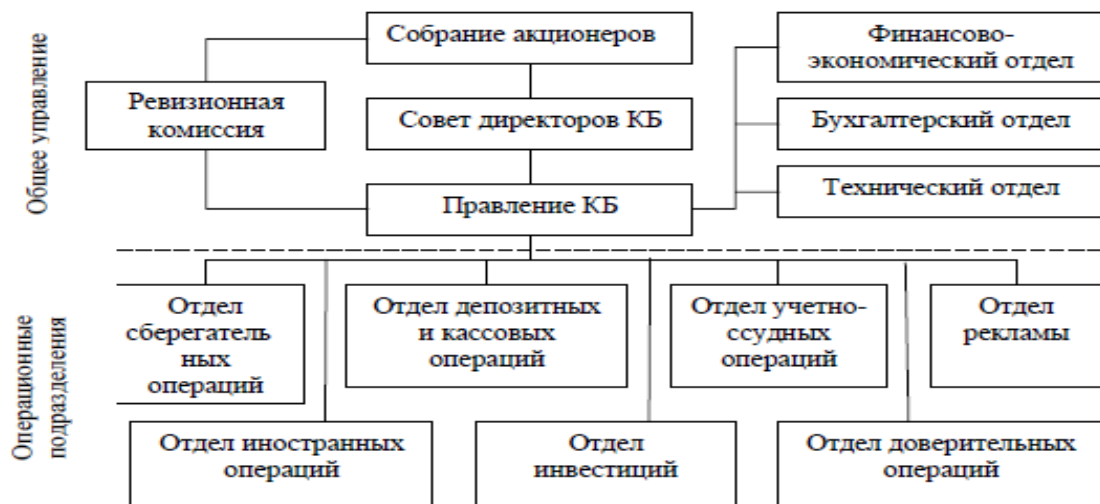 Общее управление
Собрание акционеров
Ревизионная
комиссия
Совет директоров КБ
Правление КБ
Финансово-
экономический отдел
Бухгалтерский отдел
Технический отдел
Операционные
подразделения
Отдел
сберегатель
ных
операций
Отдел депозитных
и кассовых
операций
Отдел учетно-
ссудных
операций
Отдел
рекламы
Отдел иностранных
операций
Отдел
инвестиций
Отдел доверительных
операций